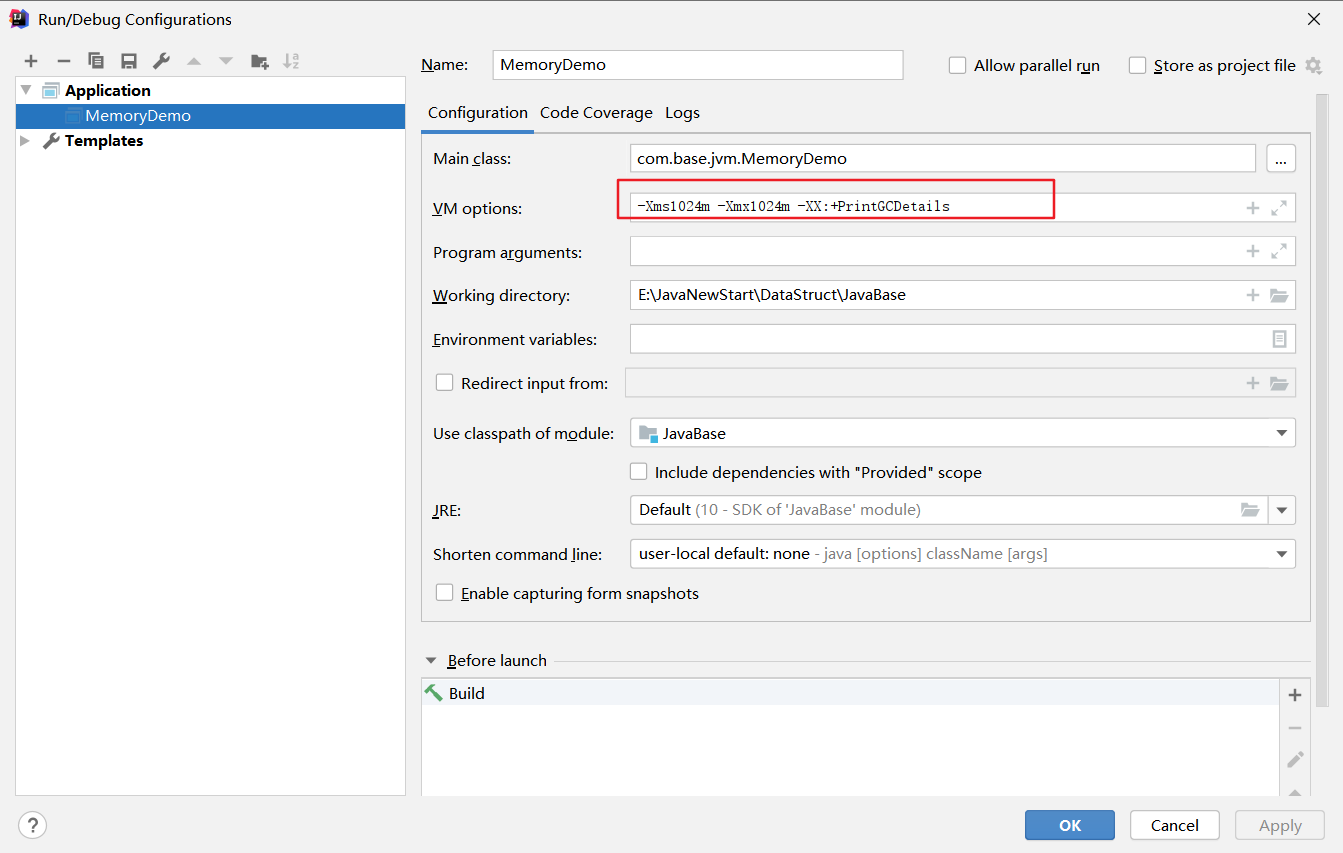 Run/Debug Configurations
Application
MemoryDemo
Templates
Name: MemoryDemo
Allow parallel run
Store as project file
Configuration Code Coverage Logs
Main class: com.base.jvm.MemoryDemo ...
VM options: -Xms1024m -Xmx1024m -XX:+PrintGCDetails
Program arguments:
Working directory: E:\JavaNewStart\DataStruct\JavaBase
Environment variables:
Redirect input from:
Use classpath of module: JavaBase
Include dependencies with "Provided" scope
JRE: Default (10 - SDK of 'JavaBase' module)
Shorten command line: user-local default: none - java [options] className [args]
Enable capturing form snapshots
Before launch
Build
? OK Cancel Apply